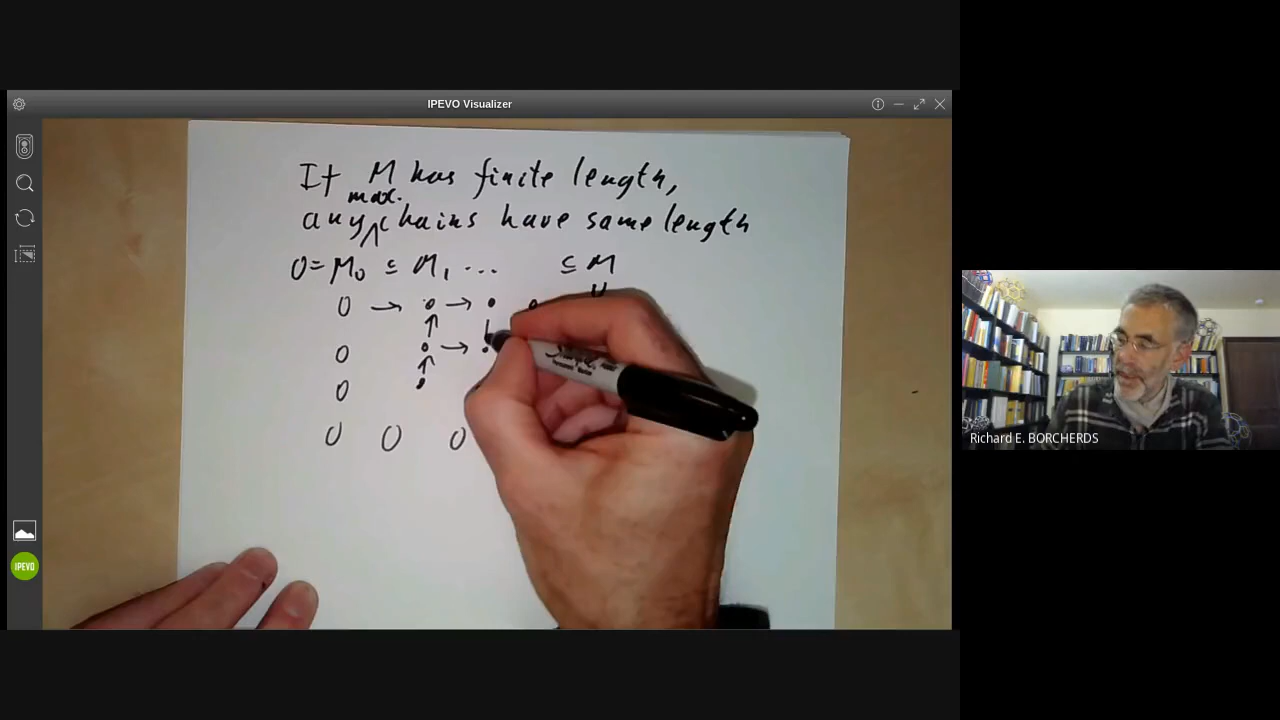 IPEVO Visualizer
If M has finite length,
max.
any ∧ chains have same length
0 = M₀ ⊆ M₁ ... ⊆ M
0 → • → • •
0 • → •
0 •
0 0 0
IPEVO
Richard E. BORCHERDS